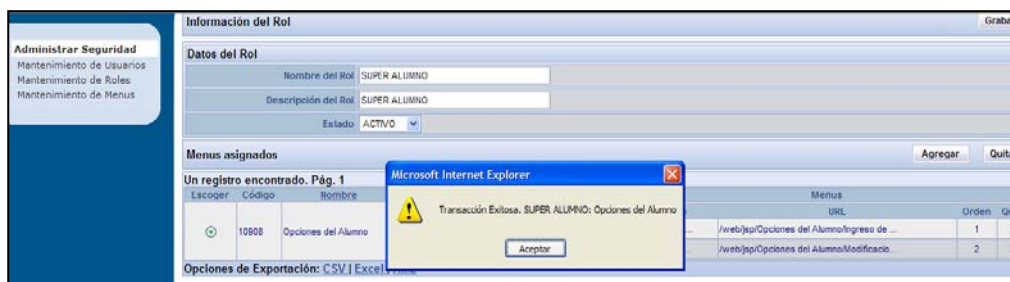 Información del Rol
Graba
Administrar Seguridad
Mantenimiento de Usuarios
Mantenimiento de Roles
Mantenimiento de Menus
Datos del Rol
Nombre del Rol SUPER ALUMNO
Descripción del Rol SUPER ALUMNO
Estado ACTIVO
Menus asignados
Agregar Quit
Un registro encontrado. Pág. 1
Escoger Código Nombre Menus
URL Orden
10908 Opciones del Alumno
/web/jsp/Opciones del Alumno/Ingreso de ... 1
... /web/jsp/Opciones del Alumno/Modificacio... 2
Opciones de Exportación: CSV | Excel
Microsoft Internet Explorer
Transacción Exitosa. SUPER ALUMNO: Opciones del Alumno
Aceptar